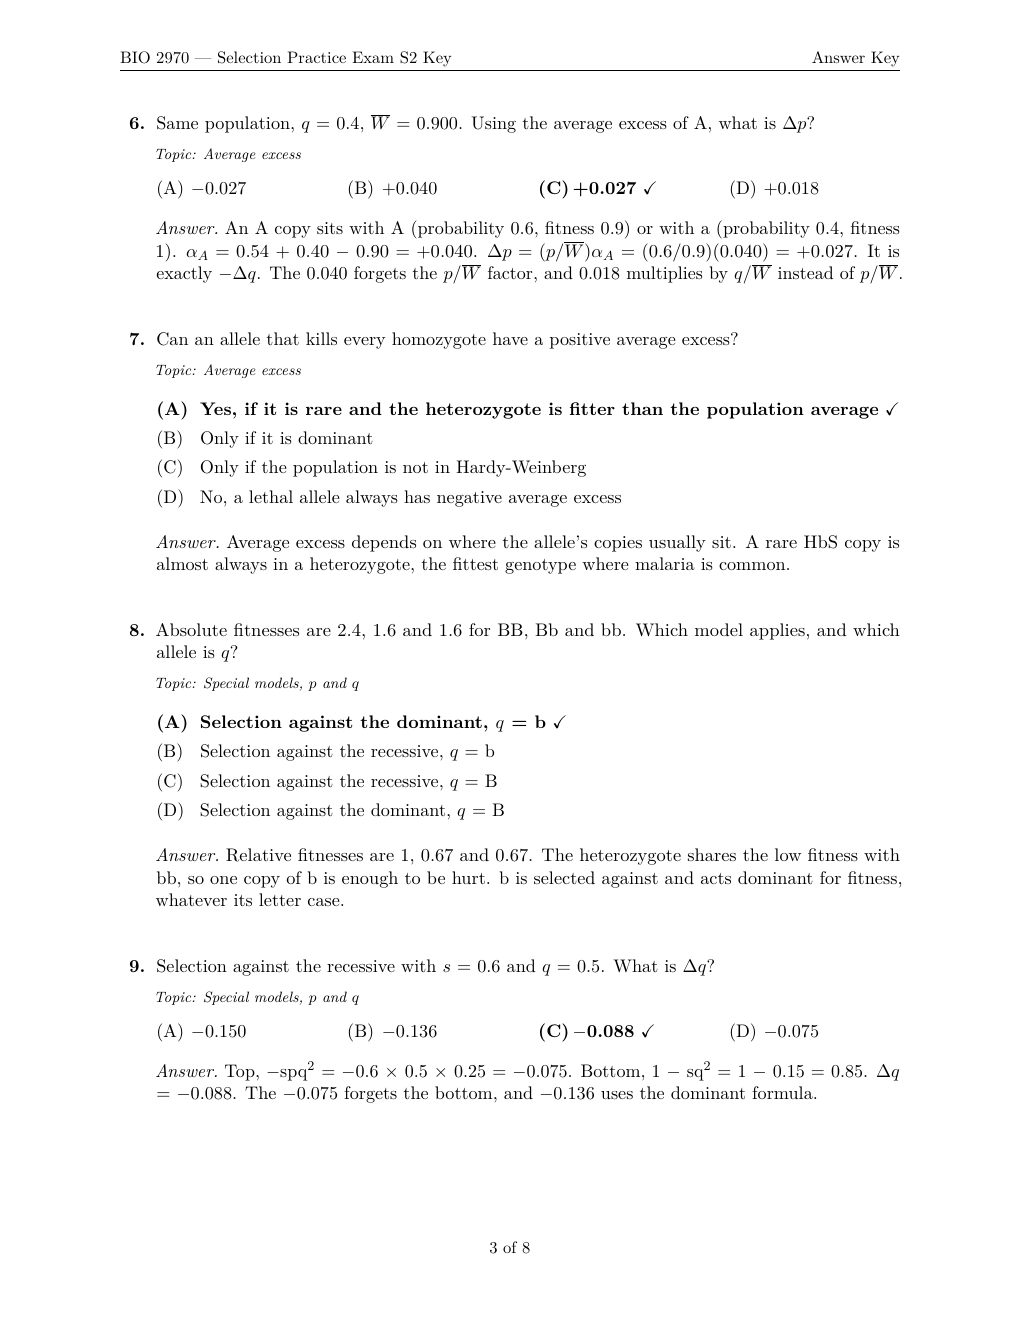 BIO 2970 — Selection Practice Exam S2 Key Answer Key
6. Same population, q = 0.4, W̅ = 0.900. Using the average excess of A, what is Δp?
Topic: Average excess
(A) −0.027 (B) +0.040 (C) +0.027 ✓ (D) +0.018
Answer. An A copy sits with A (probability 0.6, fitness 0.9) or with a (probability 0.4, fitness
1). α_A = 0.54 + 0.40 − 0.90 = +0.040. Δp = (p/W̅)α_A = (0.6/0.9)(0.040) = +0.027. It is
exactly −Δq. The 0.040 forgets the p/W̅ factor, and 0.018 multiplies by q/W̅ instead of p/W̅.
7. Can an allele that kills every homozygote have a positive average excess?
Topic: Average excess
(A) Yes, if it is rare and the heterozygote is fitter than the population average ✓
(B) Only if it is dominant
(C) Only if the population is not in Hardy-Weinberg
(D) No, a lethal allele always has negative average excess
Answer. Average excess depends on where the allele's copies usually sit. A rare HbS copy is
almost always in a heterozygote, the fittest genotype where malaria is common.
8. Absolute fitnesses are 2.4, 1.6 and 1.6 for BB, Bb and bb. Which model applies, and which
allele is q?
Topic: Special models, p and q
(A) Selection against the dominant, q = b ✓
(B) Selection against the recessive, q = b
(C) Selection against the recessive, q = B
(D) Selection against the dominant, q = B
Answer. Relative fitnesses are 1, 0.67 and 0.67. The heterozygote shares the low fitness with
bb, so one copy of b is enough to be hurt. b is selected against and acts dominant for fitness,
whatever its letter case.
9. Selection against the recessive with s = 0.6 and q = 0.5. What is Δq?
Topic: Special models, p and q
(A) −0.150 (B) −0.136 (C) −0.088 ✓ (D) −0.075
Answer. Top, −spq² = −0.6 × 0.5 × 0.25 = −0.075. Bottom, 1 − sq² = 1 − 0.15 = 0.85. Δq
= −0.088. The −0.075 forgets the bottom, and −0.136 uses the dominant formula.
3 of 8